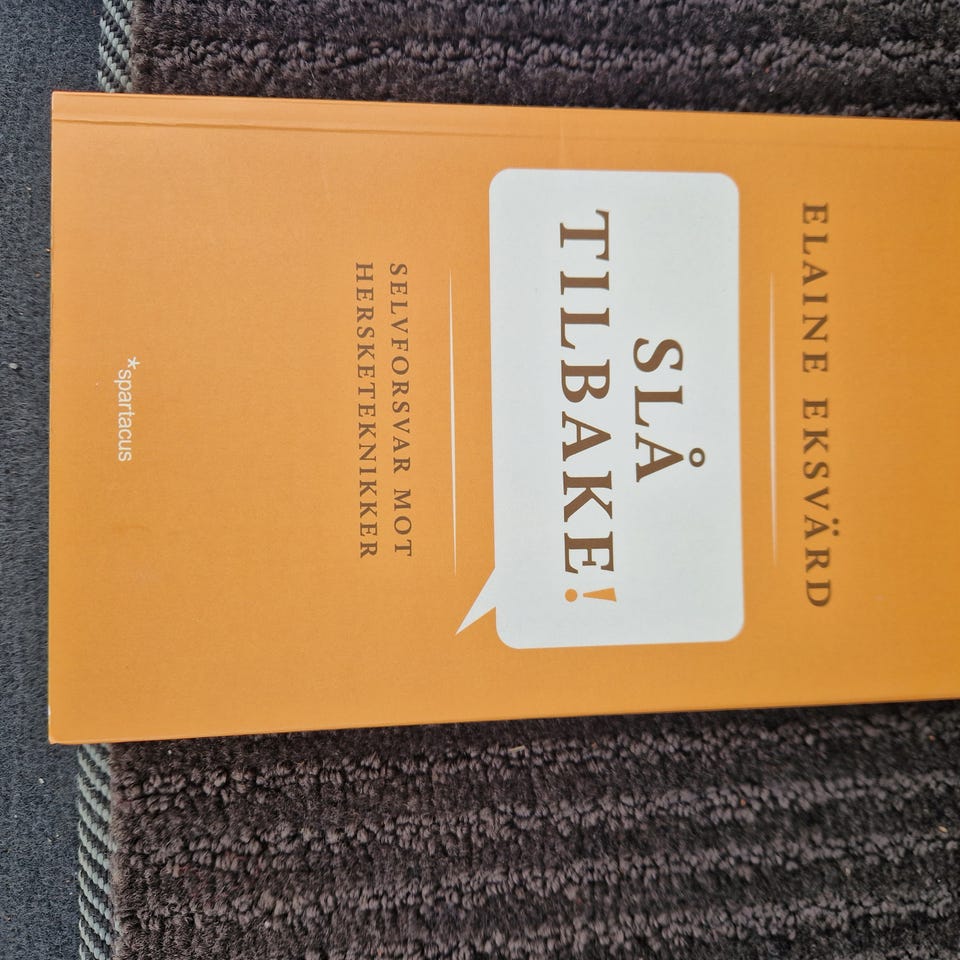 ELAINE EKSVÄRD
SLÅ
TILBAKE!
SELVFORSVAR MOT
HERSKETEKNIKKER
*spartacus